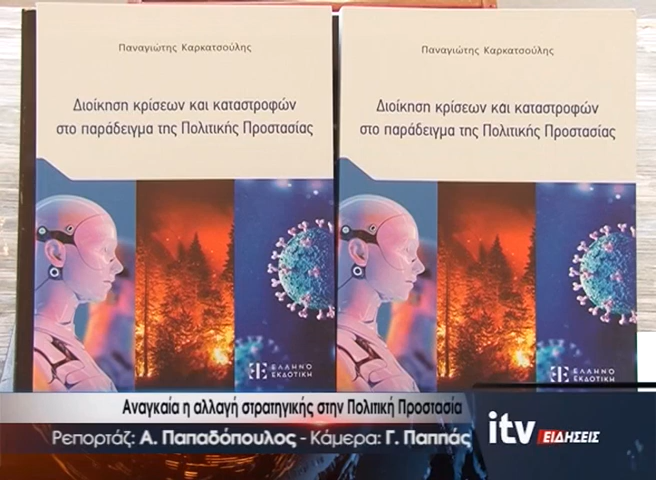 Παναγιώτης Καρκατσούλης
Διοίκηση κρίσεων και καταστροφών
στο παράδειγμα της Πολιτικής Προστασίας
ΕΛΛΗΝΟ
ΕΚΔΟΤΙΚΗ
Παναγιώτης Καρκατσούλης
Διοίκηση κρίσεων και καταστροφών
στο παράδειγμα της Πολιτικής Προστασίας
ΕΛΛΗΝΟ
ΕΚΔΟΤΙΚΗ
Αναγκαία η αλλαγή στρατηγικής στην Πολιτική Προστασία
Ρεπορτάζ: Α. Παπαδόπουλος - Κάμερα: Γ. Παππάς
itv ΕΙΔΗΣΕΙΣ